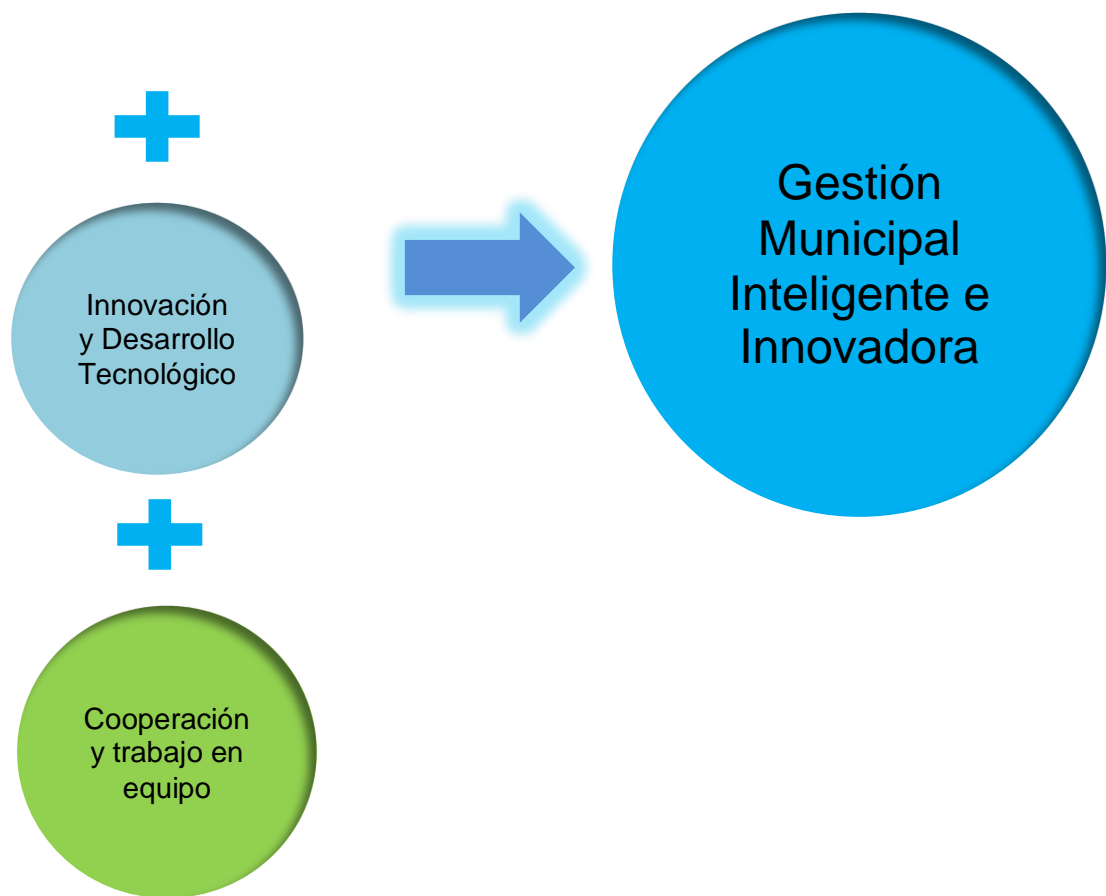 Innovación
y Desarrollo
Tecnológico
Cooperación
y trabajo en
equipo
Gestión
Municipal
Inteligente e
Innovadora